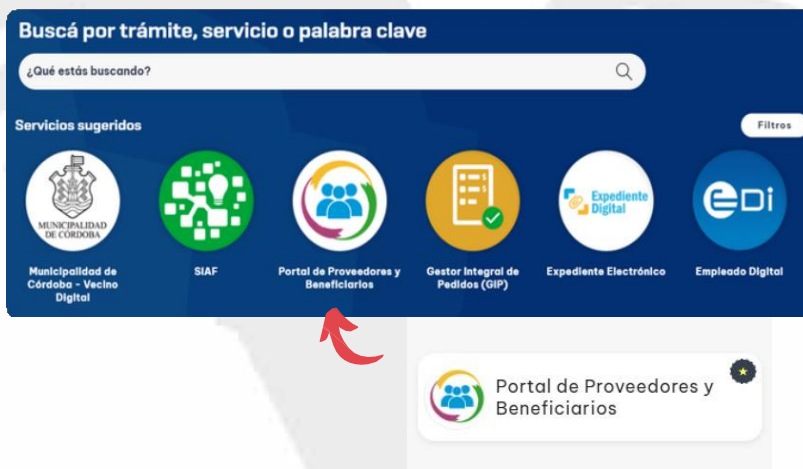 Buscá por trámite, servicio o palabra clave
¿Qué estás buscando?
Servicios sugeridos
Filtros
MUNICIPALIDAD
DE CÓRDOBA
Expediente
Digital
eDi
Municipalidad de
Córdoba - Vecino
Digital
SIAF
Portal de Proveedores y
Beneficiarios
Gestor Integral de
Pedidos (GIP)
Expediente Electrónico
Empleado Digital
Portal de Proveedores y
Beneficiarios